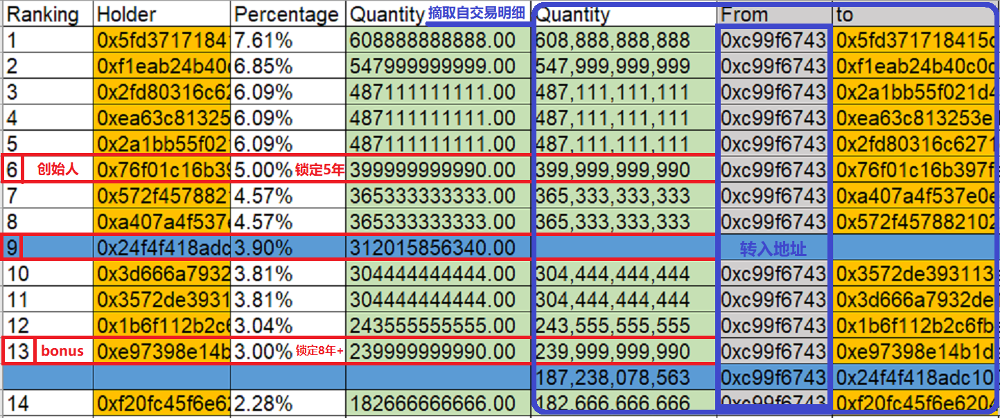 Ranking Holder Percentage Quantity 摘取自交易明细 Quantity From to
1 0x5fd3717184 7.61% 608888888888.00 608,888,888,888 0xc99f6743 0x5fd371718415c
2 0xf1eab24b40 6.85% 547999999999.00 547,999,999,999 0xc99f6743 0xf1eab24b40c0c
3 0x2fd80316c62 6.09% 487111111111.00 487,111,111,111 0xc99f6743 0x2a1bb55f021d4
4 0xea63c81325 6.09% 487111111111.00 487,111,111,111 0xc99f6743 0xea63c813253e
5 0x2a1bb55f02 6.09% 487111111111.00 487,111,111,111 0xc99f6743 0x2fd80316c6271
6 创始人 0x76f01c16b39 5.00% 锁定5年 399999999990.00 399,999,999,990 0xc99f6743 0x76f01c16b397f
7 0x572f457882 4.57% 365333333333.00 365,333,333,333 0xc99f6743 0xa407a4f537e0e
8 0xa407a4f537 4.57% 365333333333.00 365,333,333,333 0xc99f6743 0x572f457882102
9 0x24f4f418adc 3.90% 312015856340.00 转入地址
10 0x3d666a7932 3.81% 304444444444.00 304,444,444,444 0xc99f6743 0x3572de393113
11 0x3572de3931 3.81% 304444444444.00 304,444,444,444 0xc99f6743 0x3d666a7932de
12 0x1b6f112b2c6 3.04% 243555555555.00 243,555,555,555 0xc99f6743 0x1b6f112b2c6fb
13 bonus 0xe97398e14b 3.00% 锁定8年+ 239999999990.00 239,999,999,990 0xc99f6743 0xe97398e14b1d
187,238,078,563 0xc99f6743 0x24f4f418adc10
14 0xf20fc45f6e62 2.28% 182666666666.00 182,666,666,666 0xc99f6743 0xf20fc45f6e6204